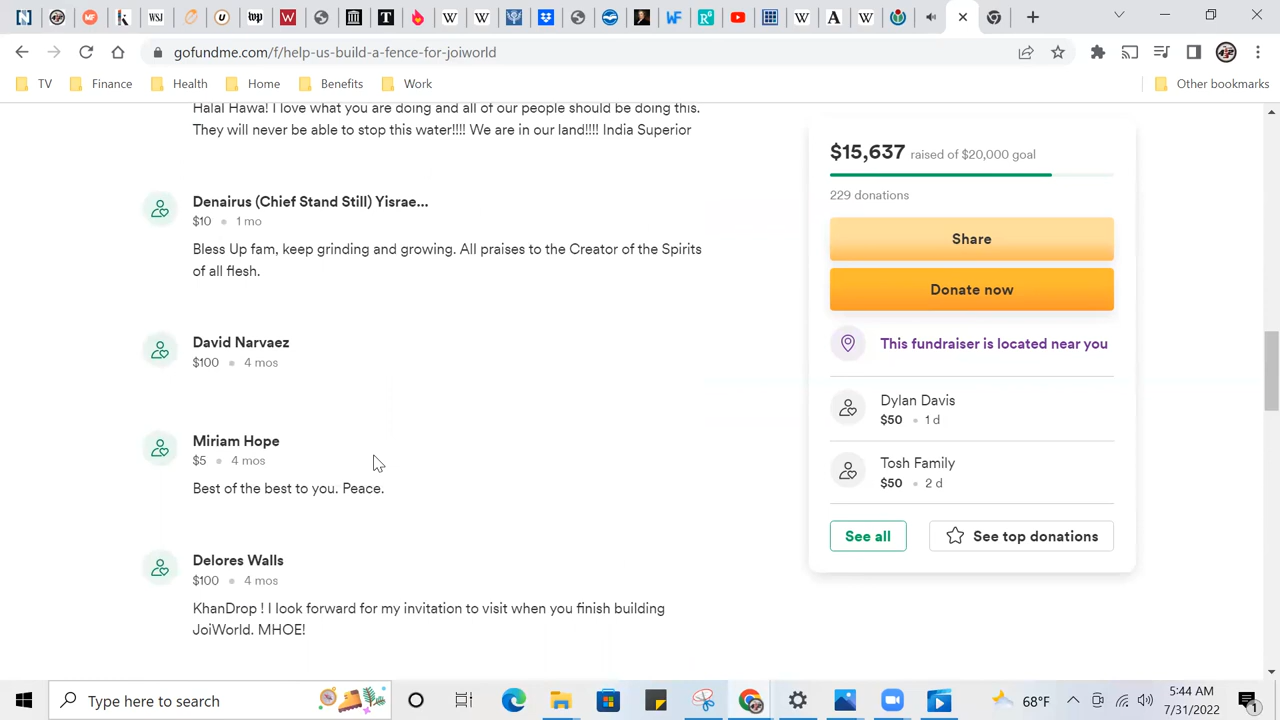 gofundme.com/f/help-us-build-a-fence-for-joiworld
TV Finance Health Home Benefits Work Other bookmarks
Halal Hawa! I love what you are doing and all of our people should be doing this.
They will never be able to stop this water!!!! We are in our land!!!! India Superior
Denairus (Chief Stand Still) Yisrae...
$10 1 mo
Bless Up fam, keep grinding and growing. All praises to the Creator of the Spirits
of all flesh.
David Narvaez
$100 4 mos
Miriam Hope
$5 4 mos
Best of the best to you. Peace.
Delores Walls
$100 4 mos
KhanDrop ! I look forward for my invitation to visit when you finish building
JoiWorld. MHOE!
$15,637 raised of $20,000 goal
229 donations
Share
Donate now
This fundraiser is located near you
Dylan Davis
$50 1 d
Tosh Family
$50 2 d
See all
See top donations
Type here to search
68°F
5:44 AM
7/31/2022
1